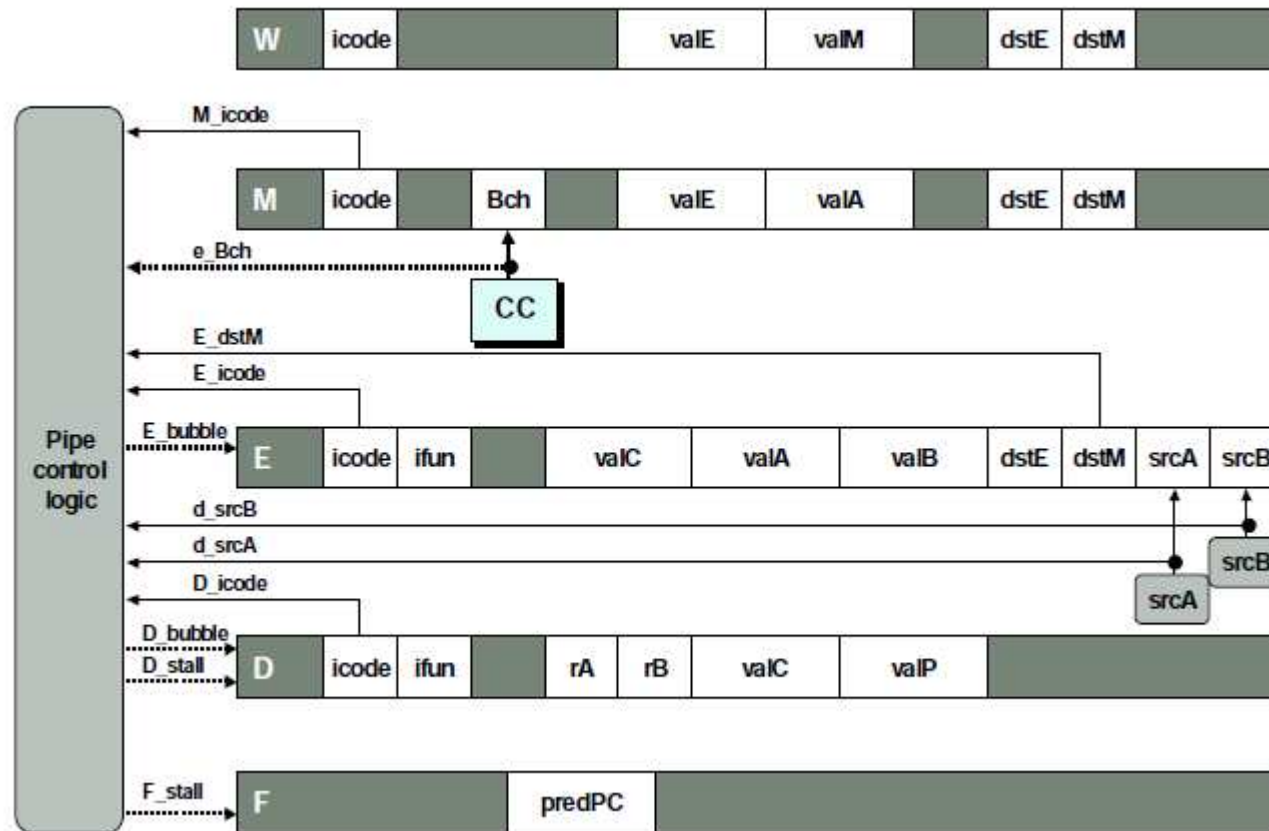 W icode valE valM dstE dstM
M_icode
M icode Bch valE valA dstE dstM
e_Bch
CC
E_dstM
E_icode
Pipe
control
logic
E_bubble
E icode ifun valC valA valB dstE dstM srcA srcB
d_srcB
d_srcA
srcB
D_icode
srcA
D_bubble
D_stall
D icode ifun rA rB valC valP
F_stall
F predPC